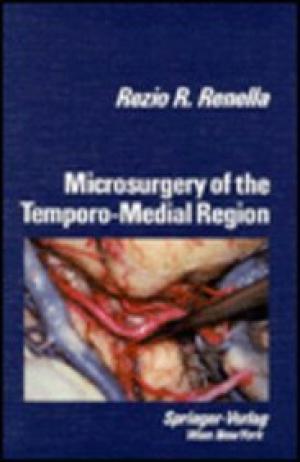 Rezio R. Renella
Microsurgery of the
Temporo-Medial Region
Springer-Verlag
Wien New York